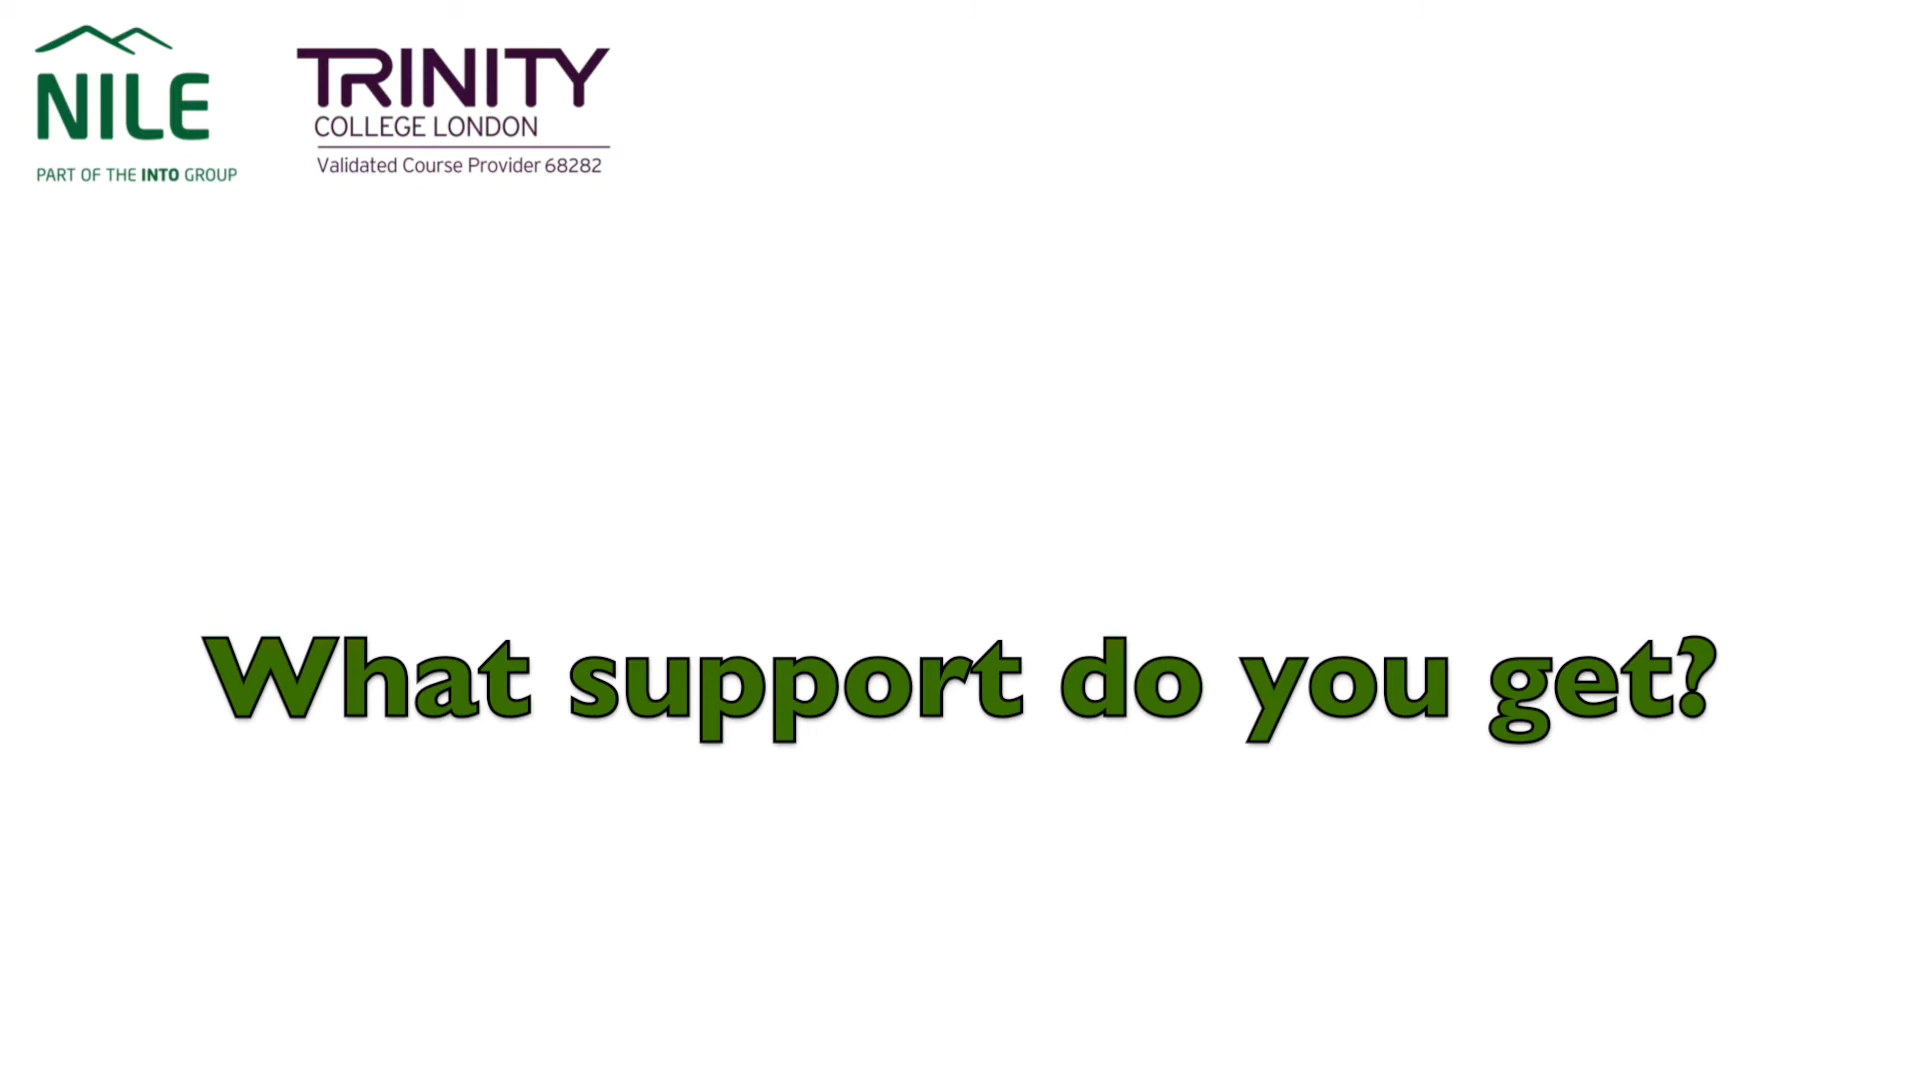 NILE
PART OF THE INTO GROUP
TRINITY
COLLEGE LONDON
Validated Course Provider 68282
What support do you get?